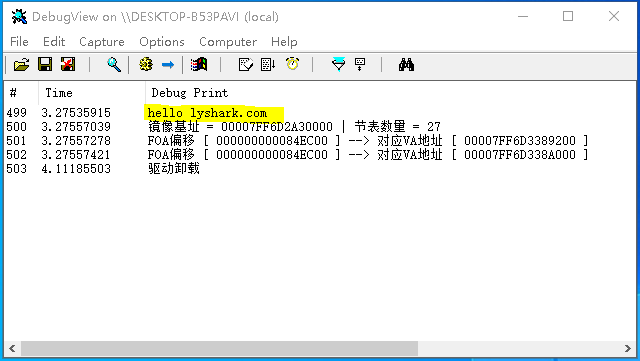 DebugView on \\DESKTOP-B53PAVI (local)
File Edit Capture Options Computer Help
# Time Debug Print
499 3.27535915 hello lyshark.com
500 3.27557039 镜像基址 = 00007FF6D2A30000 | 节表数量 = 27
501 3.27557278 FOA偏移 [ 000000000084EC00 ] --> 对应VA地址 [ 00007FF6D3389200 ]
502 3.27557421 FOA偏移 [ 000000000084EC00 ] --> 对应VA地址 [ 00007FF6D338A000 ]
503 4.11185503 驱动卸载